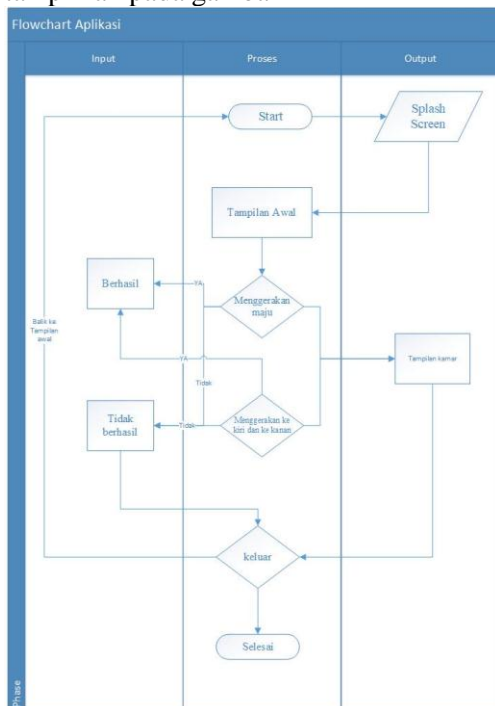 Flowchart Aplikasi
Input
Proses
Output
Start
Splash
Screen
Tampilan Awal
Berhasil
YA
Menggerakan
maju
Balik ke
Tampilan
awal
YA
Tampilan kamar
Tidak
Tidak
berhasil
Tidak
Menggerakan ke
kiri dan ke kanan
keluar
Selesai
Phase